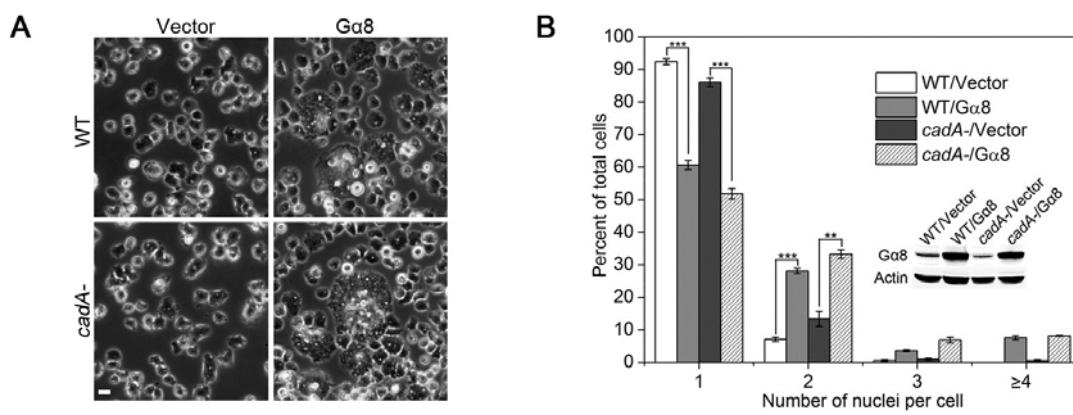 A
Vector
Gα8
WT
cadA-
B
Percent of total cells
100
90
80
70
60
50
40
30
20
10
0
***
***
***
**
WT/Vector
WT/Gα8
cadA-/Vector
cadA-/Gα8
WT/Vector
WT/Gα8
cadA-/Vector
cadA-/Gα8
Gα8
Actin
1 2 3 ≥4
Number of nuclei per cell